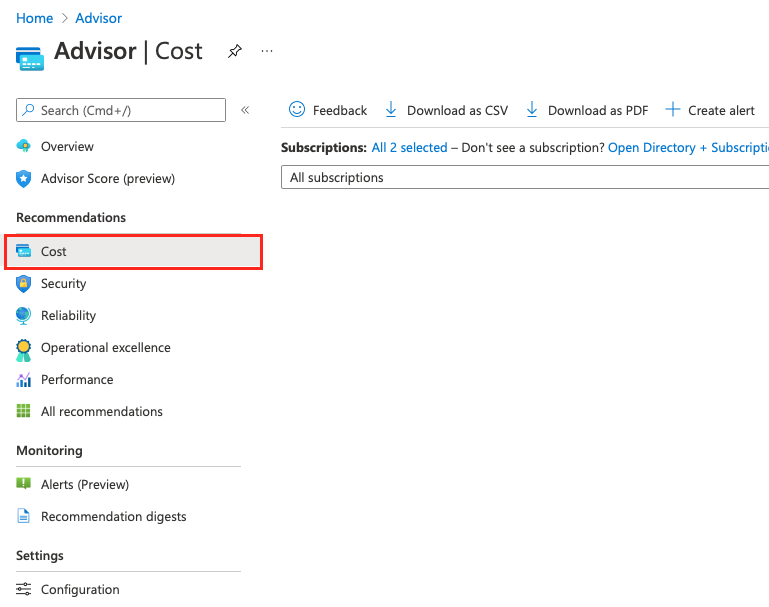 Home > Advisor
Advisor | Cost
Search (Cmd+/)
Overview
Advisor Score (preview)
Recommendations
Cost
Security
Reliability
Operational excellence
Performance
All recommendations
Monitoring
Alerts (Preview)
Recommendation digests
Settings
Configuration
Feedback Download as CSV Download as PDF Create alert
Subscriptions: All 2 selected – Don't see a subscription? Open Directory + Subscripti
All subscriptions